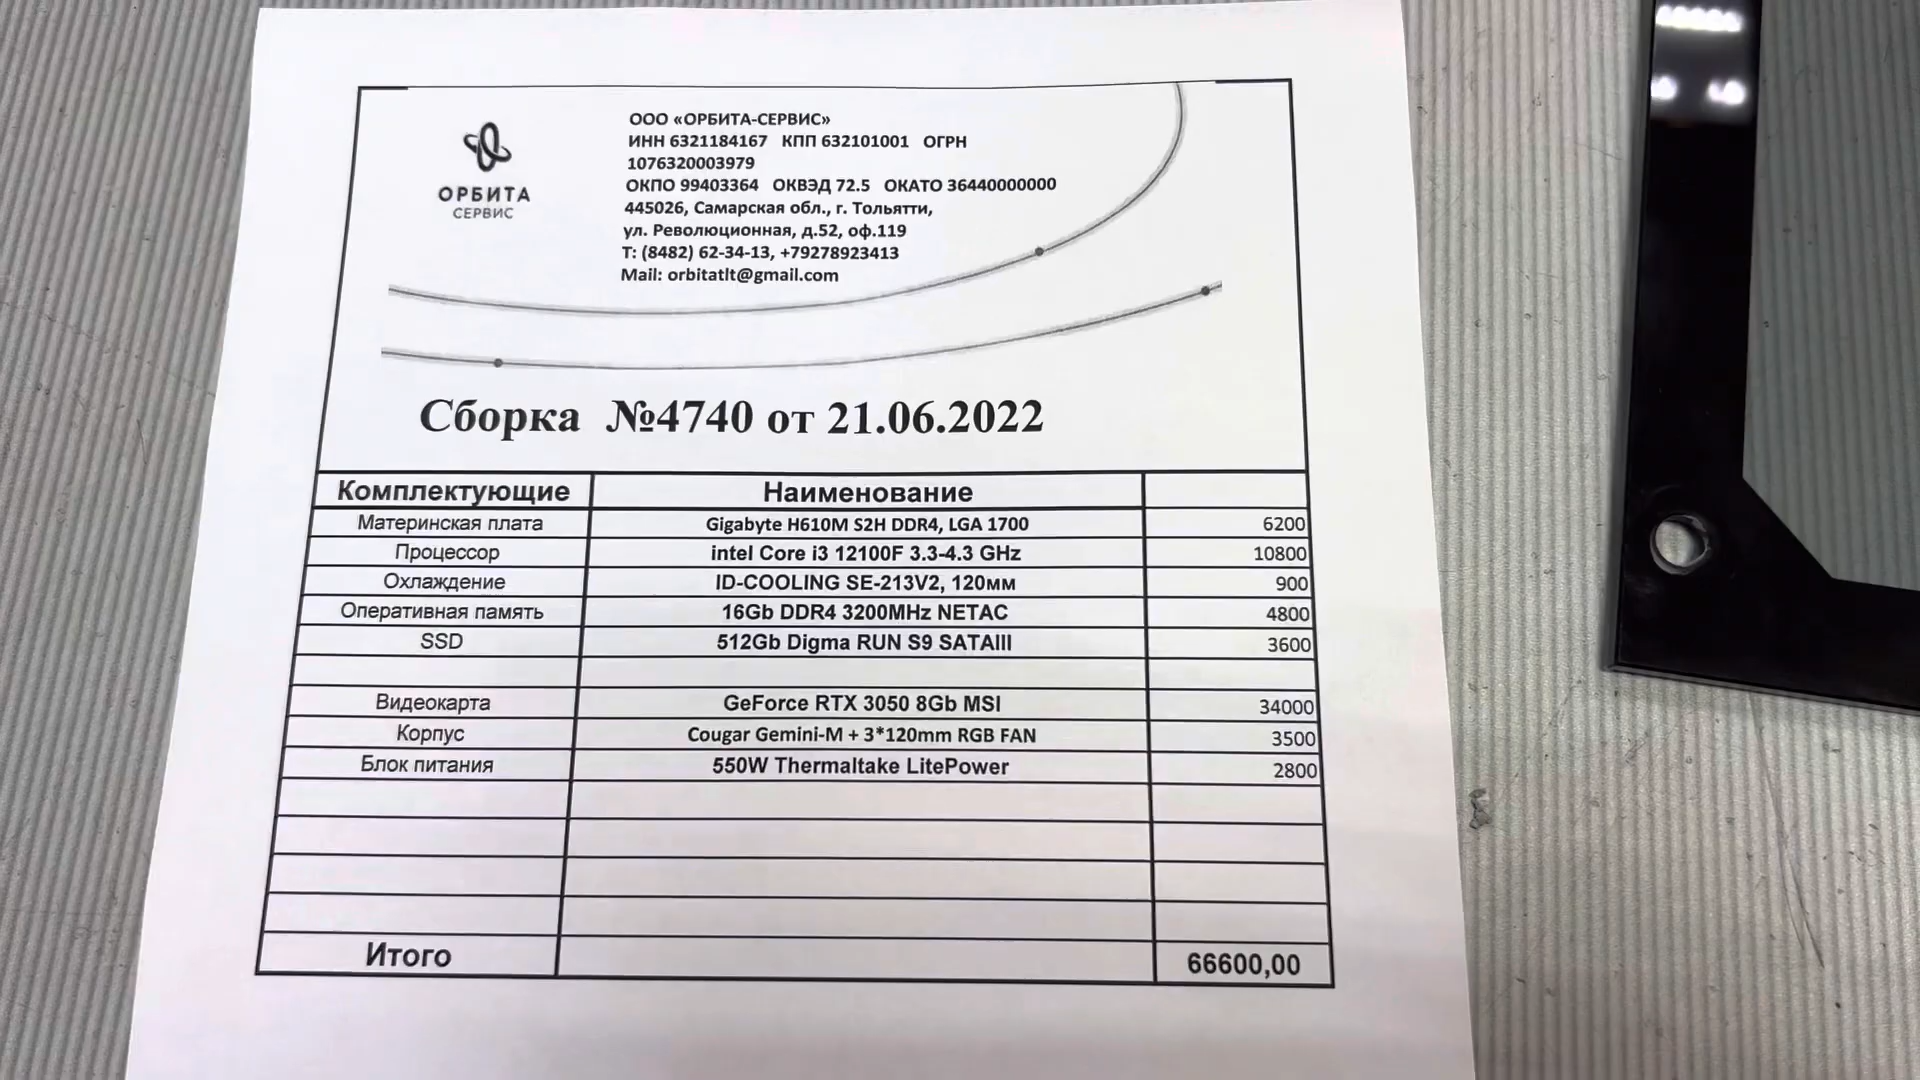 ОРБИТА
СЕРВИС
ООО «ОРБИТА-СЕРВИС»
ИНН 6321184167 КПП 632101001 ОГРН
1076320003979
ОКПО 99403364 ОКВЭД 72.5 ОКАТО 36440000000
445026, Самарская обл., г. Тольятти,
ул. Революционная, д.52, оф.119
Т: (8482) 62-34-13, +79278923413
Mail: orbitatlt@gmail.com
Сборка №4740 от 21.06.2022
Комплектующие Наименование
Материнская плата Gigabyte H610M S2H DDR4, LGA 1700 6200
Процессор intel Core i3 12100F 3.3-4.3 GHz 10800
Охлаждение ID-COOLING SE-213V2, 120мм 900
Оперативная память 16Gb DDR4 3200MHz NETAC 4800
SSD 512Gb Digma RUN S9 SATAIII 3600
Видеокарта GeForce RTX 3050 8Gb MSI 34000
Корпус Cougar Gemini-M + 3*120mm RGB FAN 3500
Блок питания 550W Thermaltake LitePower 2800
Итого 66600,00